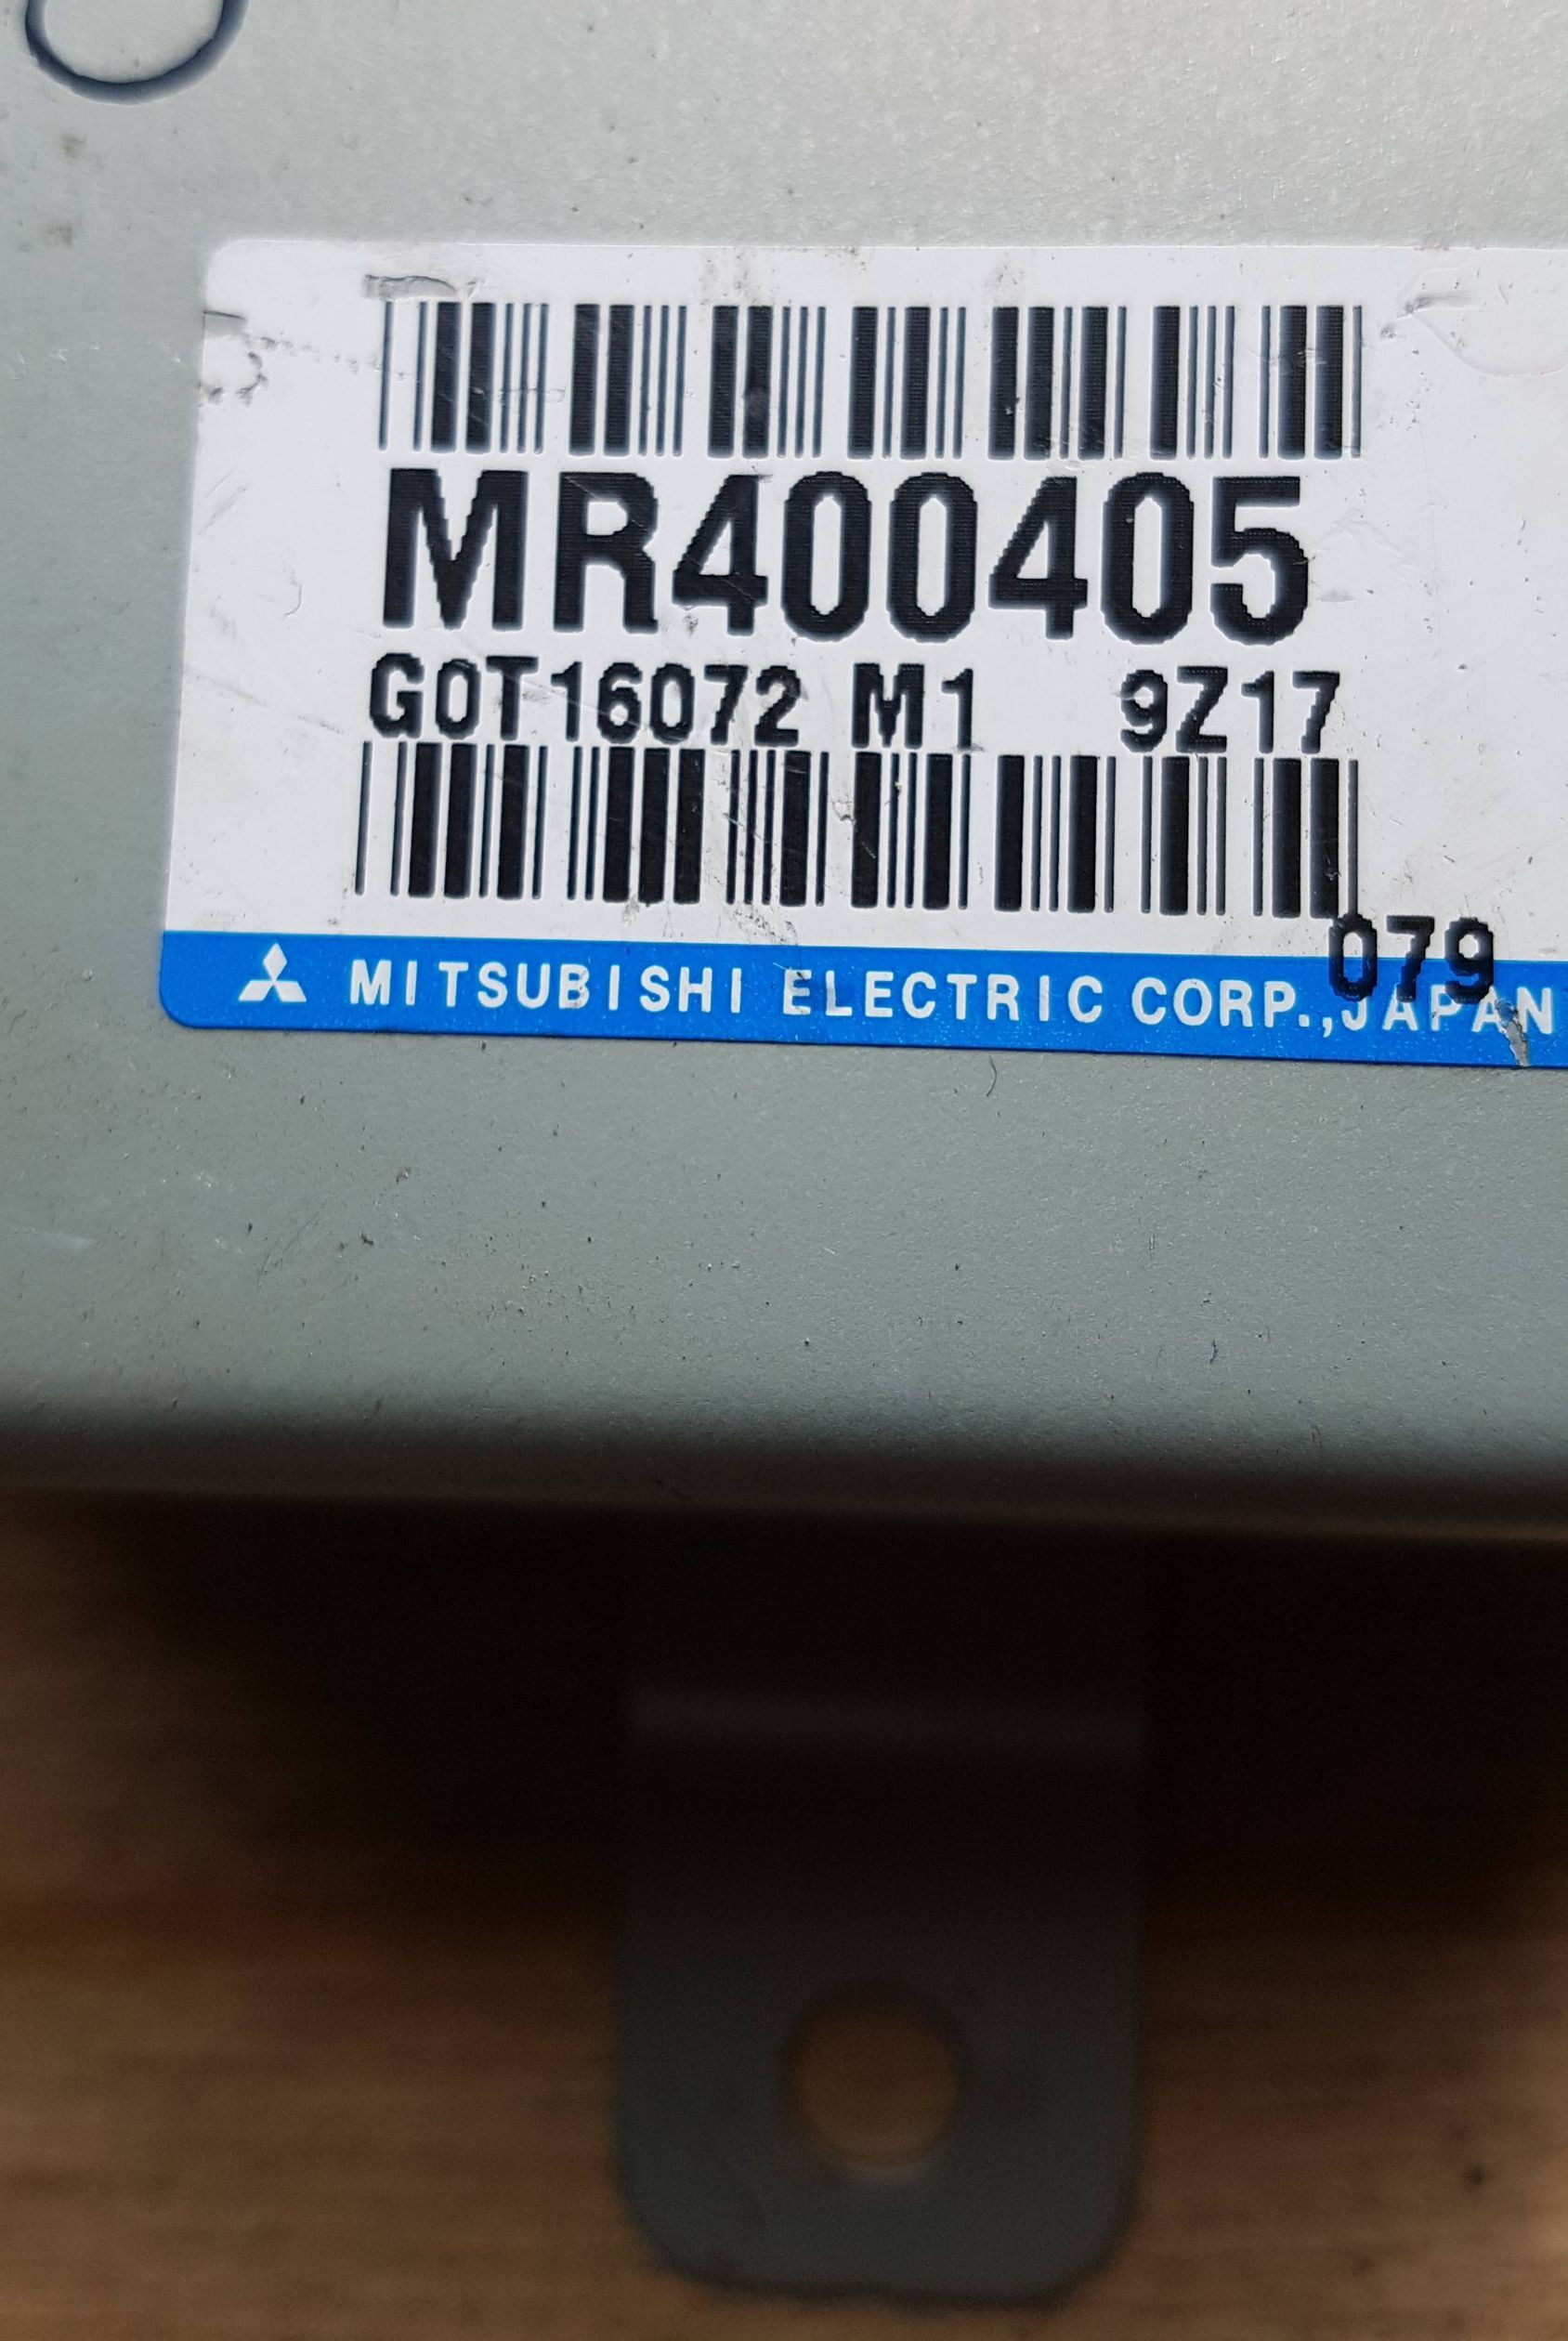 MR400405
G0T16072 M1 9Z17
079
MITSUBISHI ELECTRIC CORP.,JAPAN